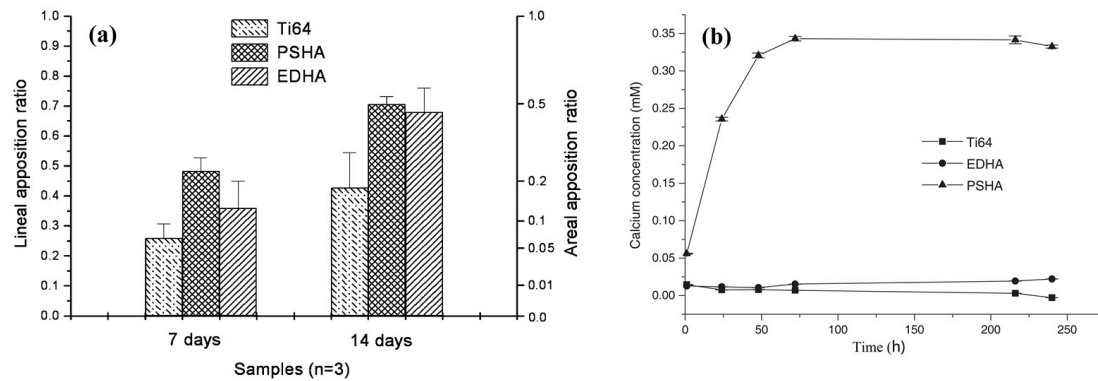 (a)
Ti64
PSHA
EDHA
Lineal apposition ratio
1.0
0.9
0.8
0.7
0.6
0.5
0.4
0.3
0.2
0.1
0.0
Areal apposition ratio
1.0
0.5
0.2
0.1
0.05
0.01
0.0
7 days
14 days
Samples (n=3)
(b)
Calcium concentration (mM)
0.35
0.30
0.25
0.20
0.15
0.10
0.05
0.00
Ti64
EDHA
PSHA
0 50 100 150 200 250
Time (h)